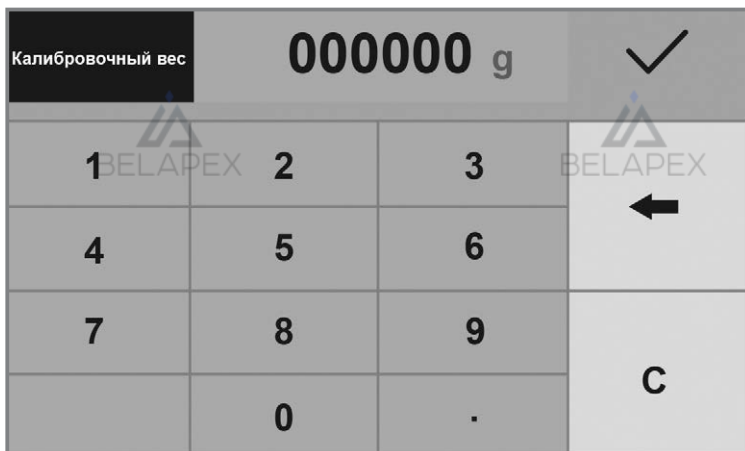 Калибровочный вес
000000 g
BELAPEX
BELAPEX
1 2 3
4 5 6
7 8 9
C
0 .